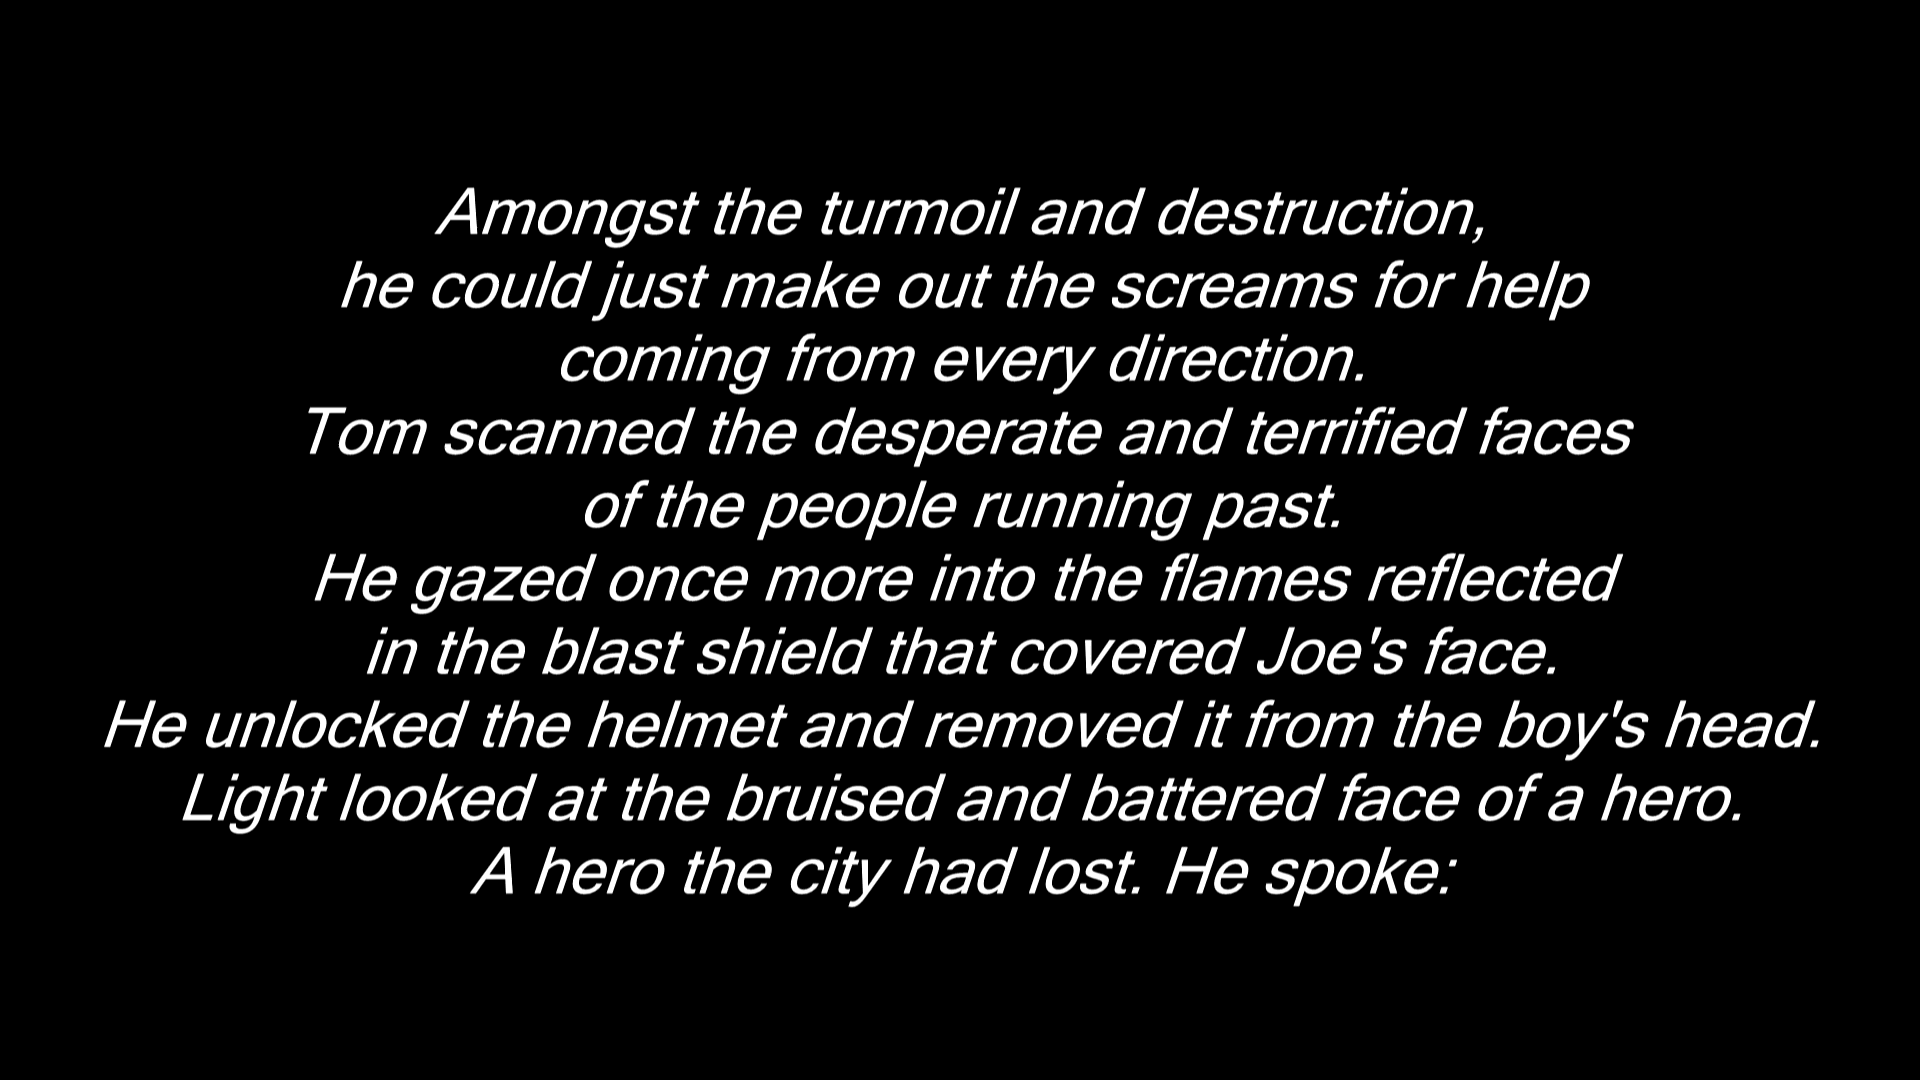 Amongst the turmoil and destruction,
he could just make out the screams for help
coming from every direction.
Tom scanned the desperate and terrified faces
of the people running past.
He gazed once more into the flames reflected
in the blast shield that covered Joe's face.
He unlocked the helmet and removed it from the boy's head.
Light looked at the bruised and battered face of a hero.
A hero the city had lost. He spoke: